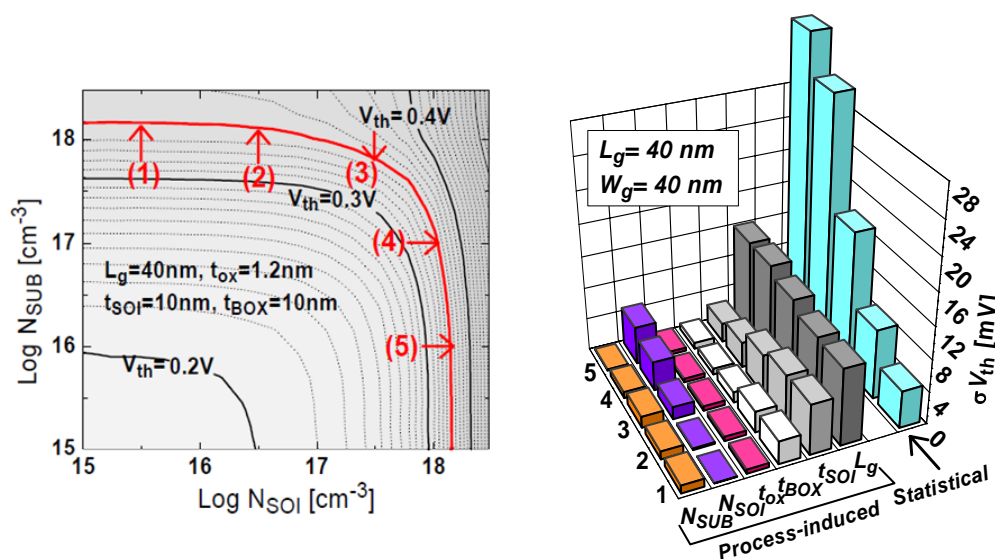 Log N_SUB [cm⁻³]
18
17
16
15
V_th= 0.4V
(1)
(2)
(3)
V_th= 0.3V
(4)
L_g=40nm, t_ox=1.2nm
t_SOI=10nm, t_BOX=10nm
(5)
V_th= 0.2V
15
16
17
18
Log N_SOI [cm⁻³]
L_g= 40 nm
W_g= 40 nm
28
24
20
16
12
8
4
0
σV_th [mV]
5
4
3
2
1
N_SUB N_SOI t_ox t_BOX t_SOI L_g
Process-induced
Statistical